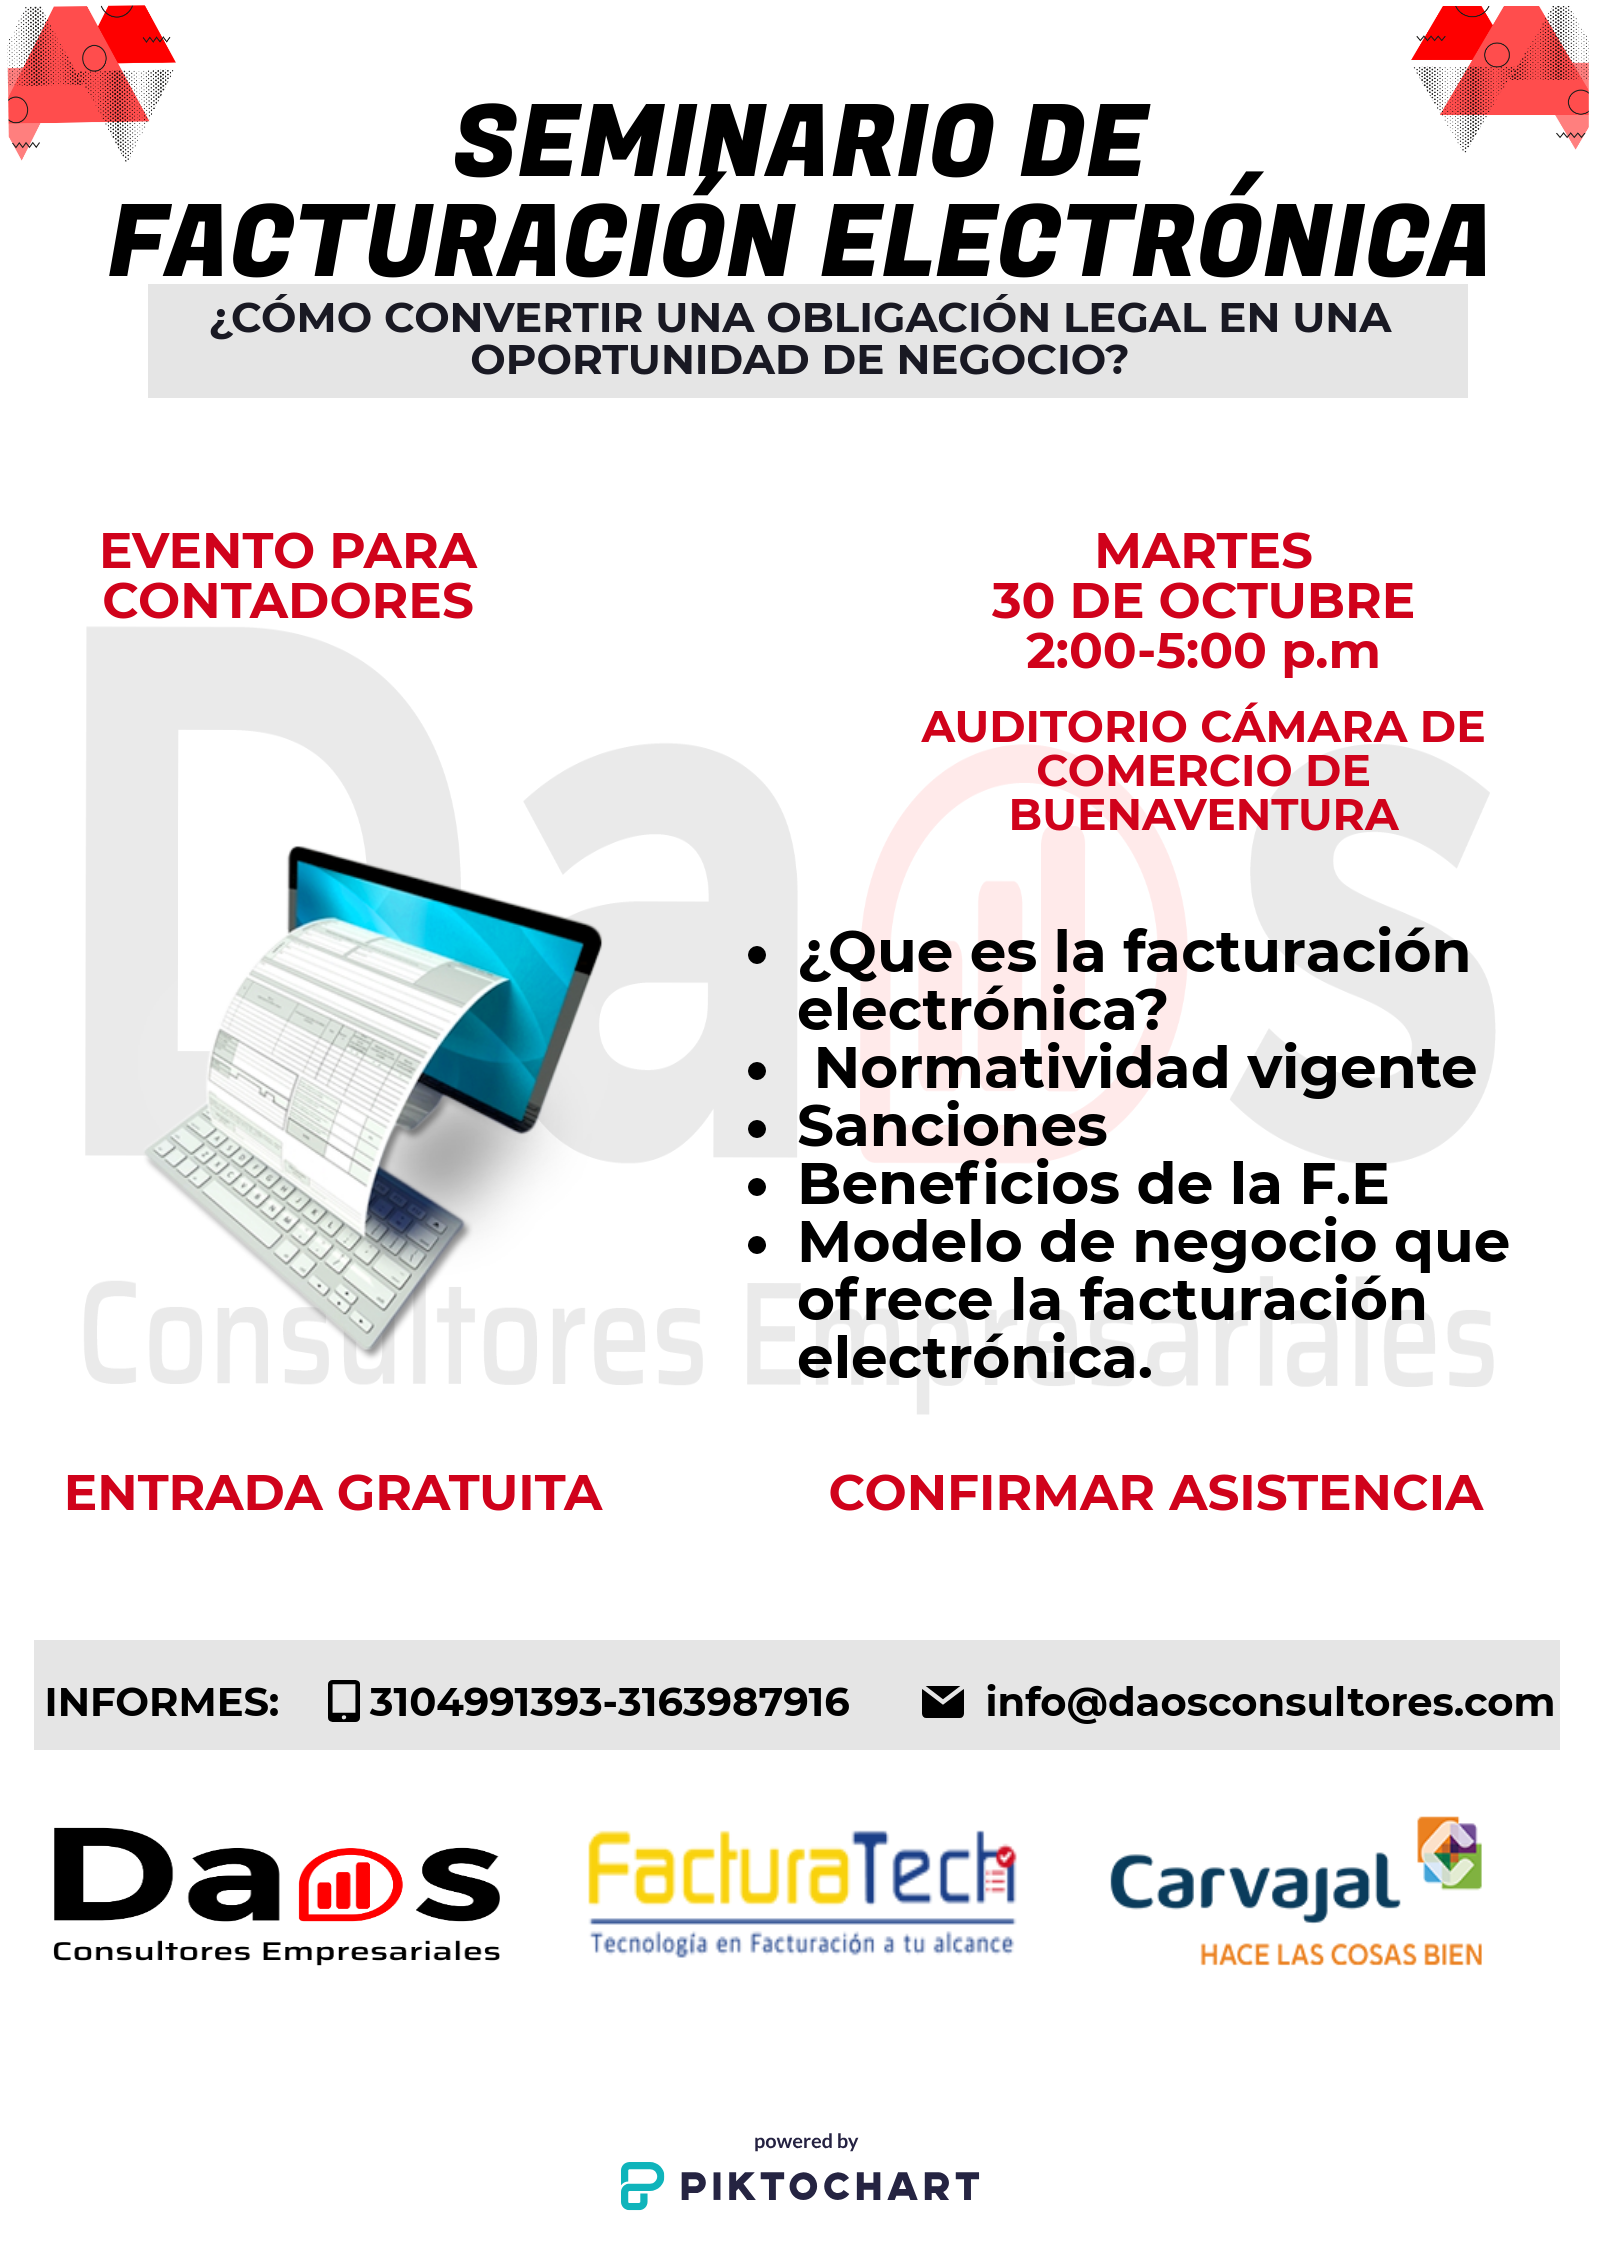 SEMINARIO DE
FACTURACIÓN ELECTRÓNICA
¿CÓMO CONVERTIR UNA OBLIGACIÓN LEGAL EN UNA
OPORTUNIDAD DE NEGOCIO?
EVENTO PARA
CONTADORES
MARTES
30 DE OCTUBRE
2:00-5:00 p.m
AUDITORIO CÁMARA DE
COMERCIO DE
BUENAVENTURA
Daos
Consultores Empresariales
• ¿Que es la facturación
electrónica?
• Normatividad vigente
• Sanciones
• Beneficios de la F.E
• Modelo de negocio que
ofrece la facturación
electrónica.
ENTRADA GRATUITA
CONFIRMAR ASISTENCIA
INFORMES: 3104991393-3163987916 info@daosconsultores.com
Daos
Consultores Empresariales
FacturaTech
Tecnología en Facturación a tu alcance
Carvajal
HACE LAS COSAS BIEN
powered by
PIKTOCHART